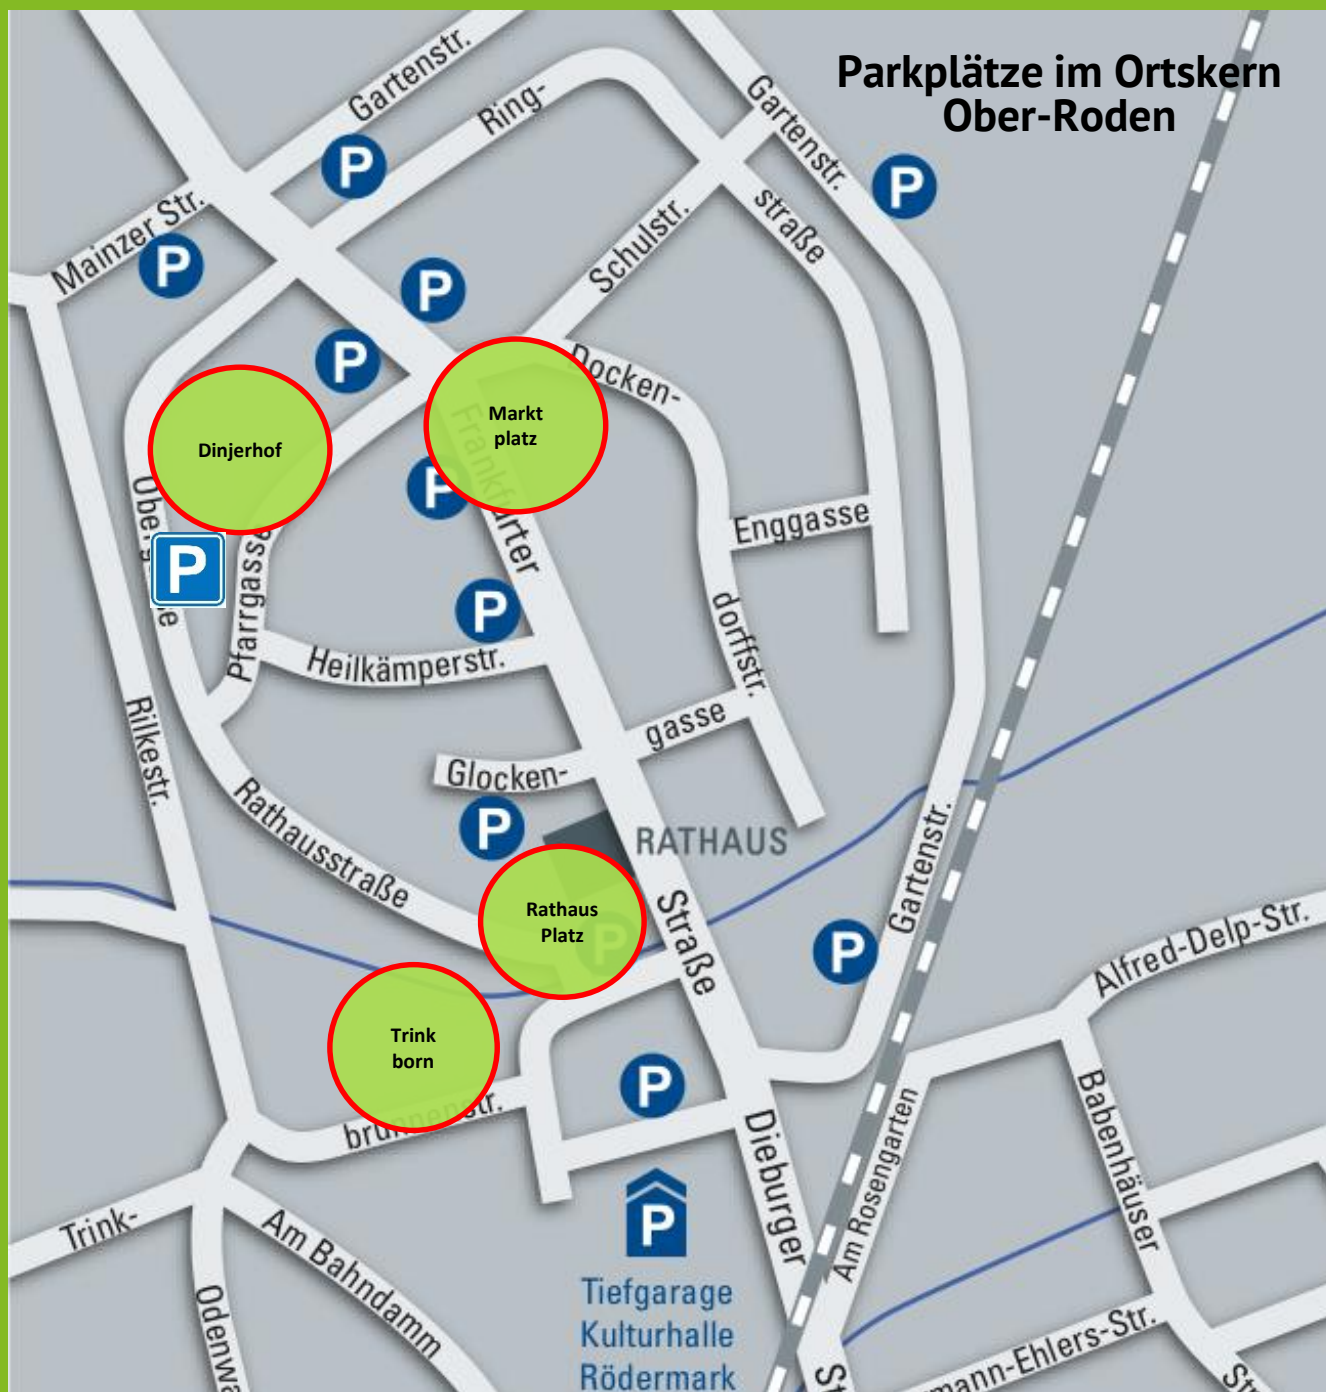 Parkplätze im Ortskern
Ober-Roden
Gartenstr.
Ring-
Gartenstr.
P
P
Mainzer Str.
P
Schulstr.
straße
P
P
Docken-
Markt
platz
Dinjerhof
Frankfurter
P
Enggasse
P
Pfarrgasse
P
dorffstr.
Heilkämperstr.
Rilkestr.
gasse
Glocken-
Rathausstraße
P
RATHAUS
Gartenstr.
Rathaus
Platz
P
Straße
P
Alfred-Delp-Str.
Trink
born
P
brunnenstr.
Babenhäuser
Dieburger
Am Rosengarten
P
Trink-
Am Bahndamm
Tiefgarage
Kulturhalle
Rödermark
mann-Ehlers-Str.